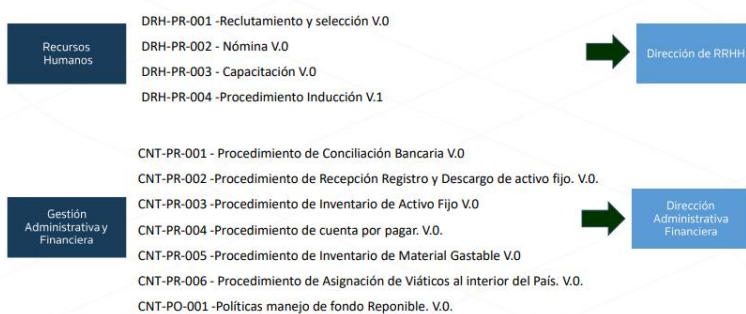 DRH-PR-001 -Reclutamiento y selección V.0
Recursos
Humanos
DRH-PR-002 - Nómina V.0
DRH-PR-003 - Capacitación V.0
DRH-PR-004 -Procedimiento Inducción V.1
Dirección de RRHH
CNT-PR-001 - Procedimiento de Conciliación Bancaria V.0
CNT-PR-002 -Procedimiento de Recepción Registro y Descargo de activo fijo. V.0.
CNT-PR-003 -Procedimiento de Inventario de Activo Fijo V.0
Gestión
Administrativa y
Financiera
CNT-PR-004 -Procedimiento de cuenta por pagar. V.0.
CNT-PR-005 -Procedimiento de Inventario de Material Gastable V.0
CNT-PR-006 - Procedimiento de Asignación de Viáticos al interior del País. V.0.
CNT-PO-001 -Políticas manejo de fondo Reponible. V.0.
Dirección
Administrativa
Financiera